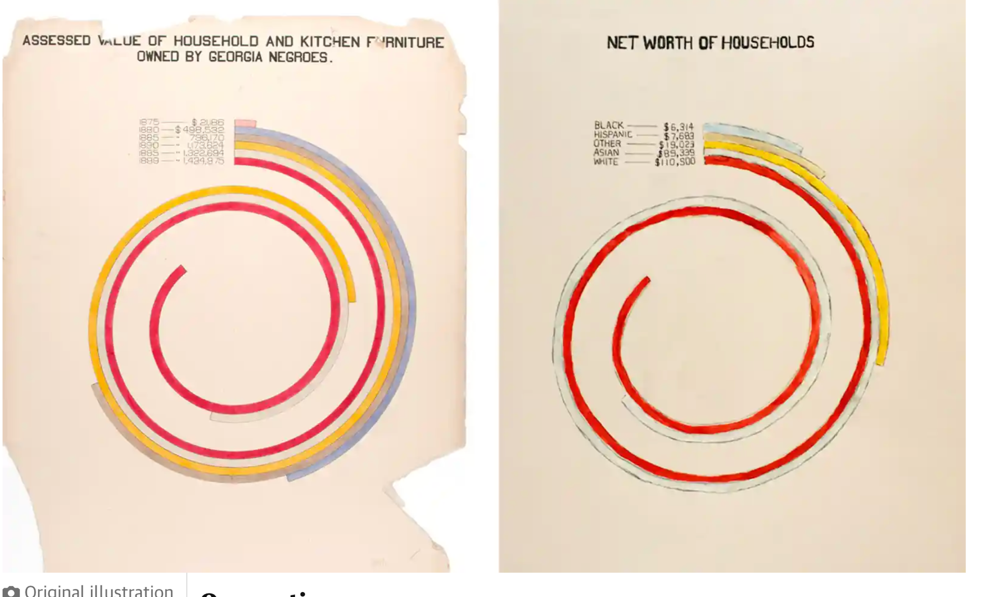 ASSESSED VALUE OF HOUSEHOLD AND KITCHEN FURNITURE
OWNED BY GEORGIA NEGROES.
1875 — $ 21,186
1880 — $ 498,532
1885 — " 736,170
1890 — " 1,173,624
1895 — " 1,322,694
1899 — " 1,434,975
NET WORTH OF HOUSEHOLDS
BLACK — $6,314
HISPANIC — $7,683
OTHER — $19,023
ASIAN — $89,339
WHITE — $110,500
Original illustration